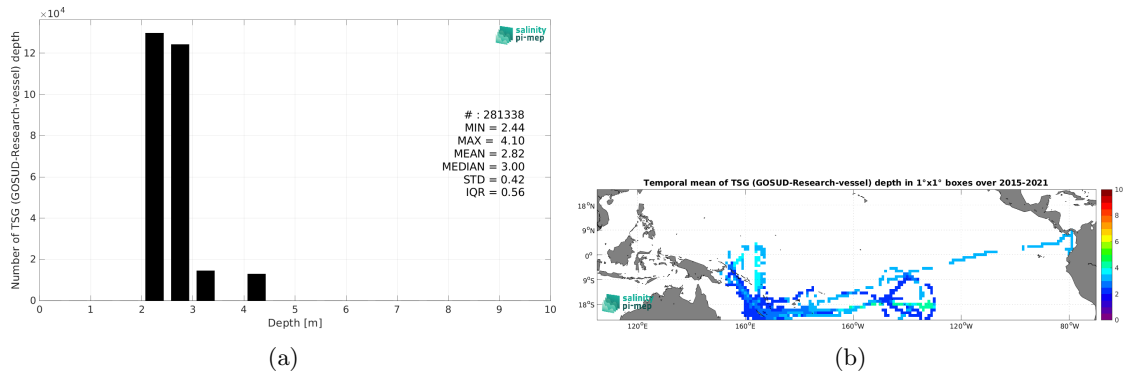 ×10⁴
12
10
8
6
4
2
0
Number of TSG (GOSUD-Research-vessel) depth
0 1 2 3 4 5 6 7 8 9 10
Depth [m]
salinity
pi-mep
# : 281338
MIN = 2.44
MAX = 4.10
MEAN = 2.82
MEDIAN = 3.00
STD = 0.42
IQR = 0.56
(a)
Temporal mean of TSG (GOSUD-Research-vessel) depth in 1°x1° boxes over 2015-2021
18°N
9°N
0°
9°S
18°S
120°E 160°E 160°W 120°W 80°W
salinity
pi-mep
10
8
6
4
2
0
(b)